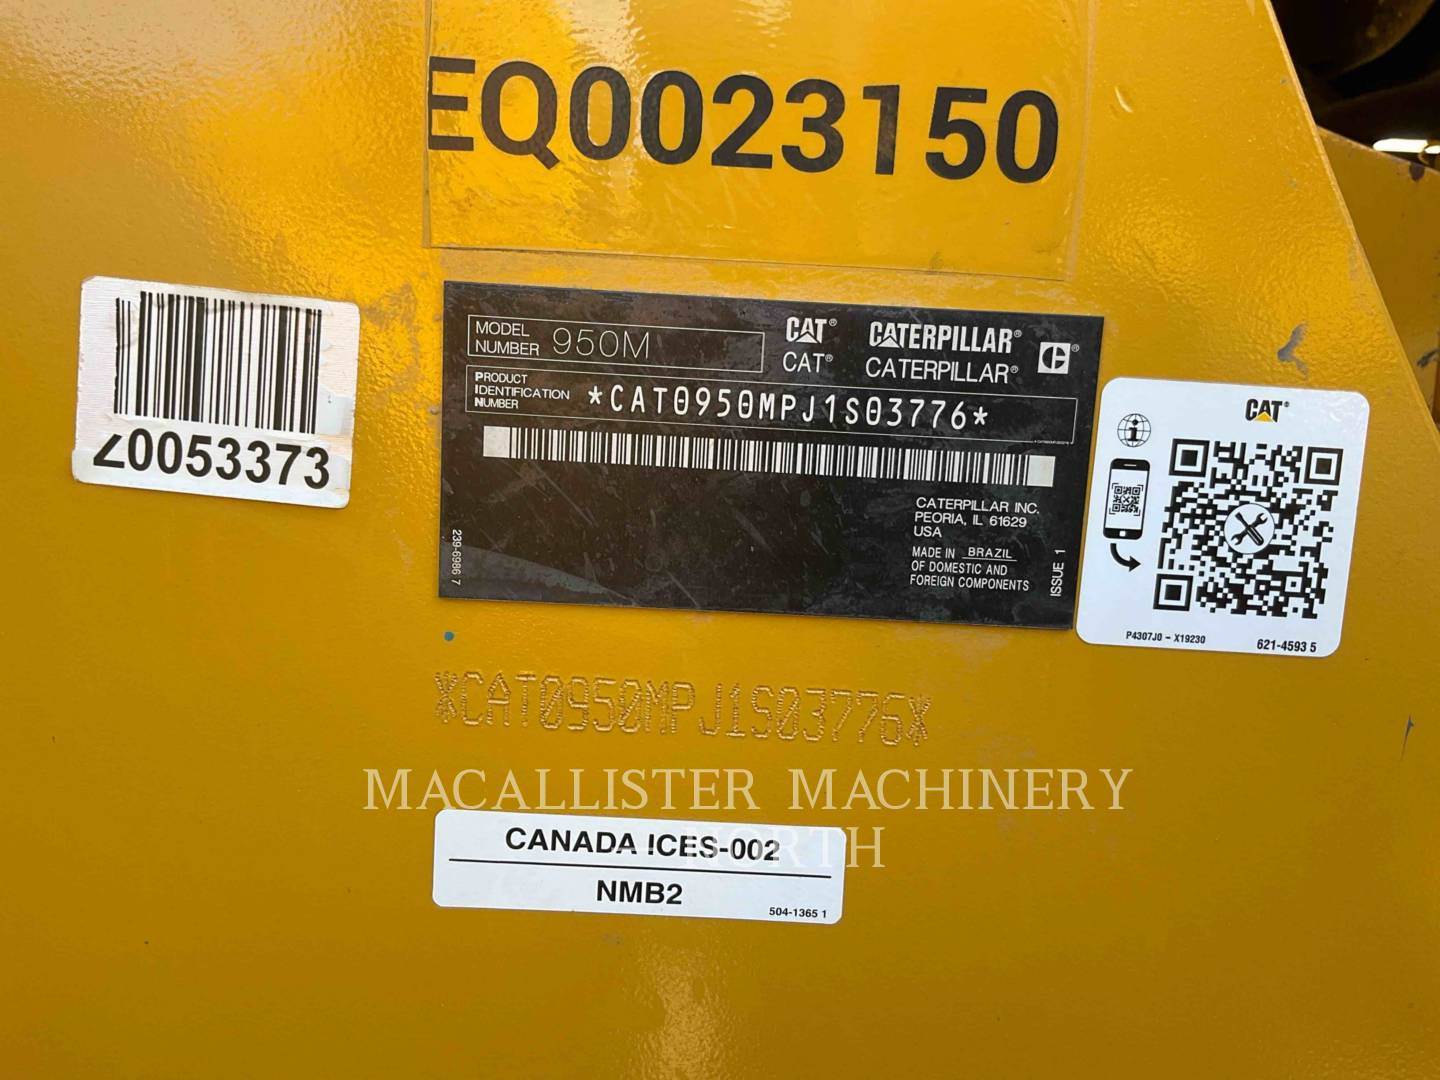 EQ0023150
Z0053373
MODEL NUMBER 950M
CAT® CATERPILLAR®
CAT® CATERPILLAR®
PRODUCT IDENTIFICATION NUMBER *CAT0950MPJ1S03776*
CATERPILLAR INC.
PEORIA, IL 61629
USA
MADE IN BRAZIL
OF DOMESTIC AND
FOREIGN COMPONENTS
239-6986 7
ISSUE 1
CAT®
P4307J0 - X19230
621-4593 5
*CAT0950MPJ1S03776*
MACALLISTER MACHINERY
NORTH
CANADA ICES-002
NMB2
504-1365 1